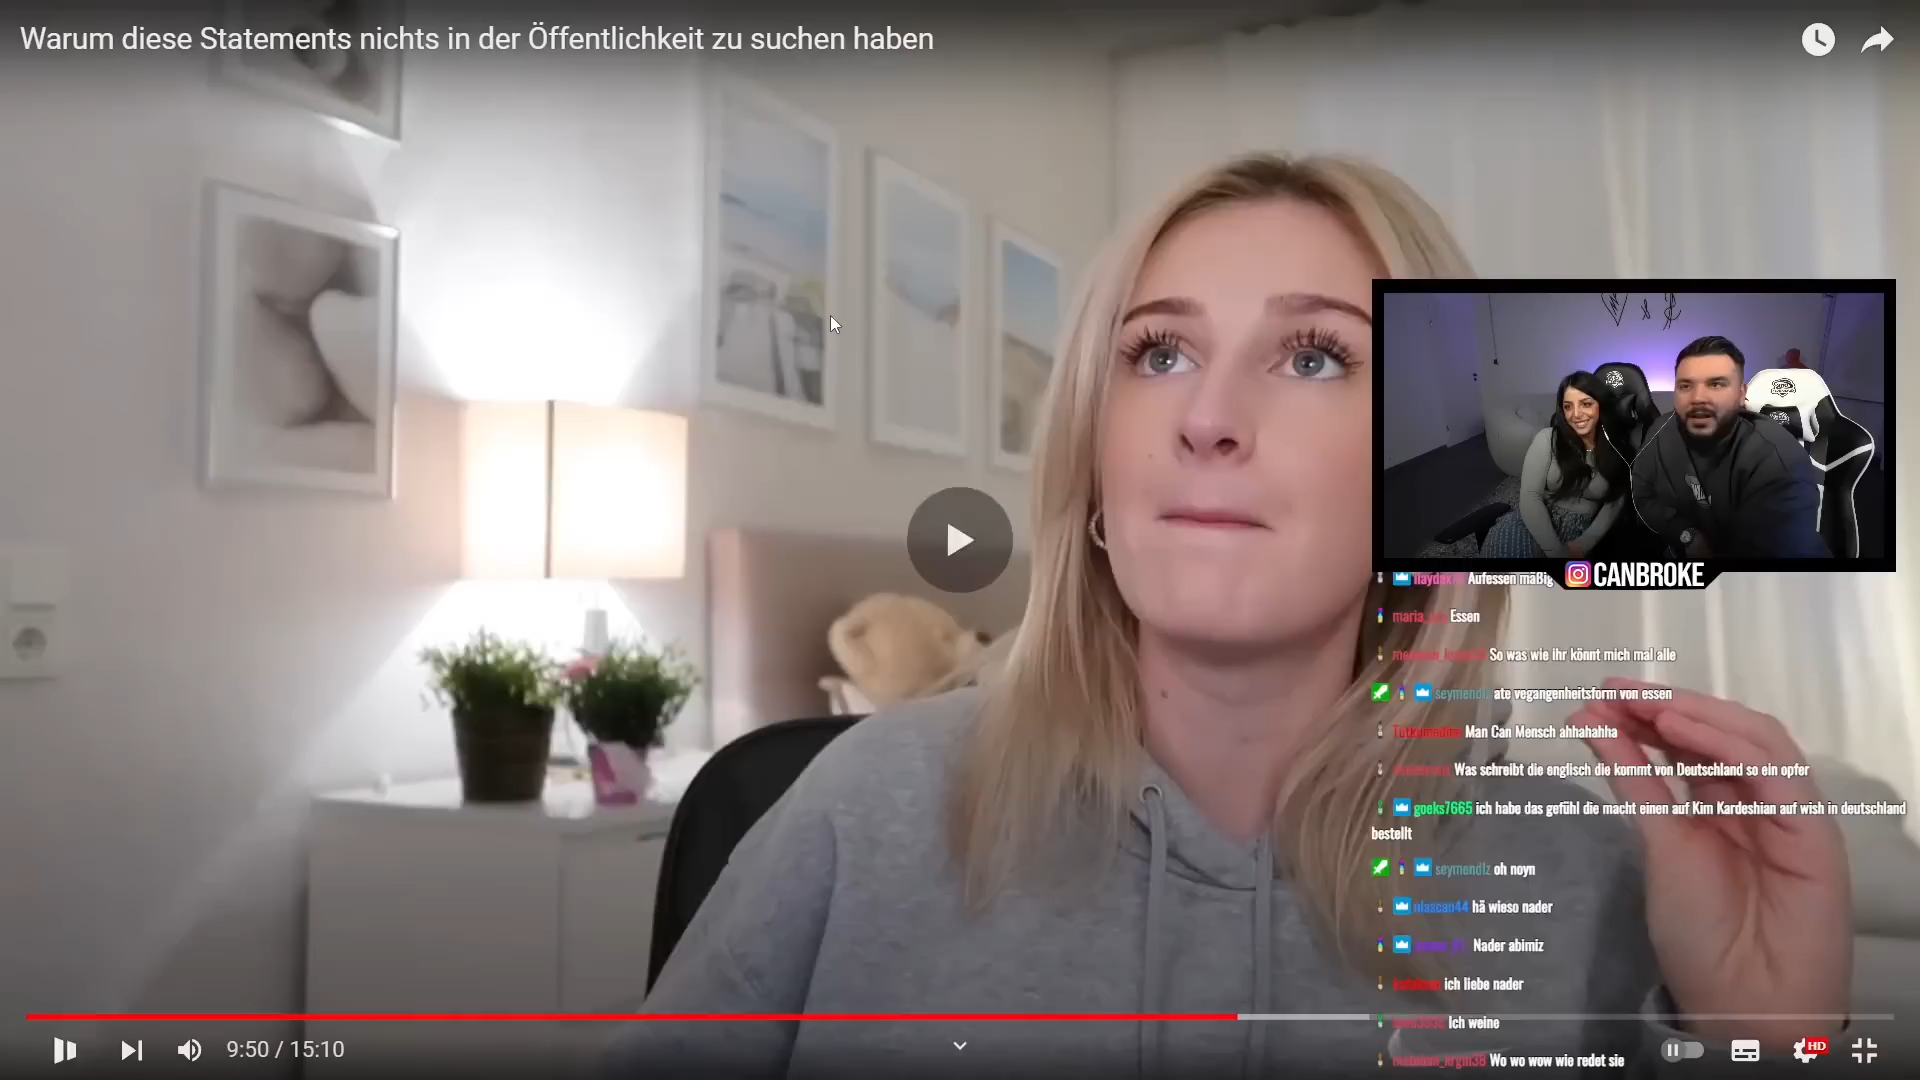 Warum diese Statements nichts in der Öffentlichkeit zu suchen haben
CANBROKE
Aufessen mäßig
maria_ Essen
So was wie ihr könnt mich mal alle
seymendlz ate vegangenheitsform von essen
Man Can Mensch ahhahahha
Was schreibt die englisch die kommt von Deutschland so ein opfer
goeks7665 ich habe das gefühl die macht einen auf Kim Kardeshian auf wish in deutschland
bestellt
seymendlz oh noyn
ulascan44 hä wieso nader
Nader abimiz
ich liebe nader
Ich weine
Wo wo wow wie redet sie
9:50 / 15:10
HD